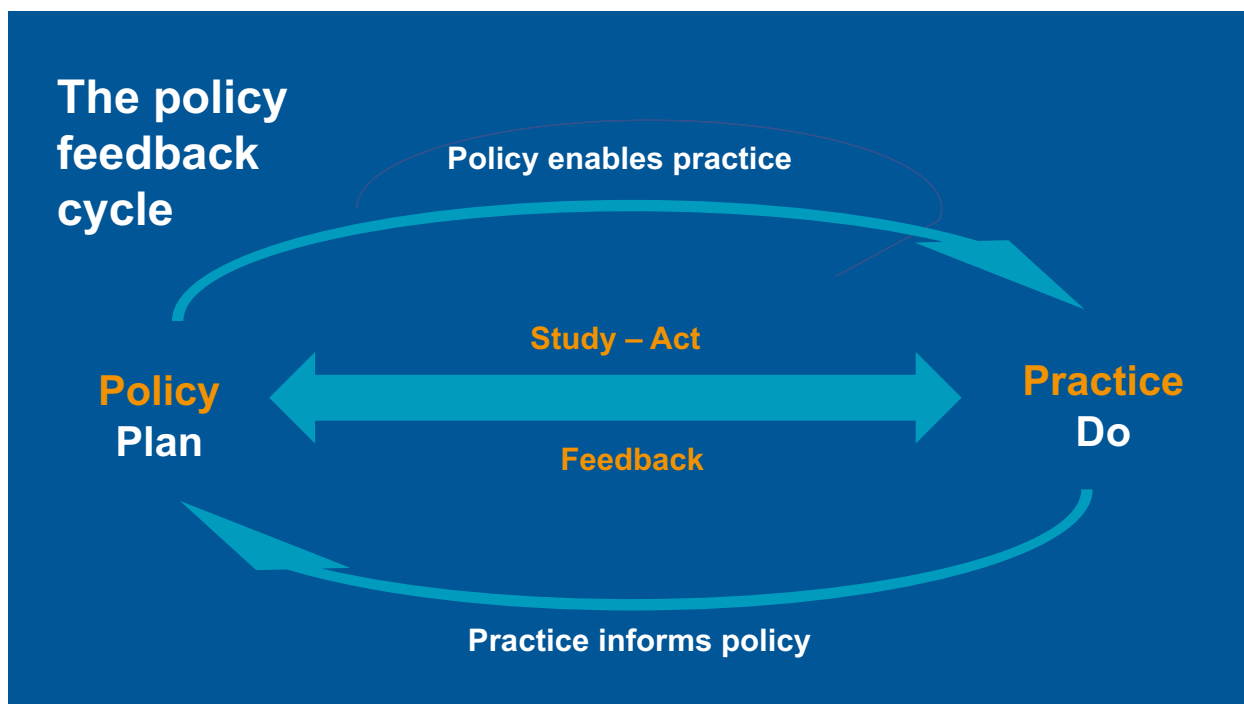 The policy
feedback
cycle
Policy enables practice
Study – Act
Policy
Plan
Practice
Do
Feedback
Practice informs policy